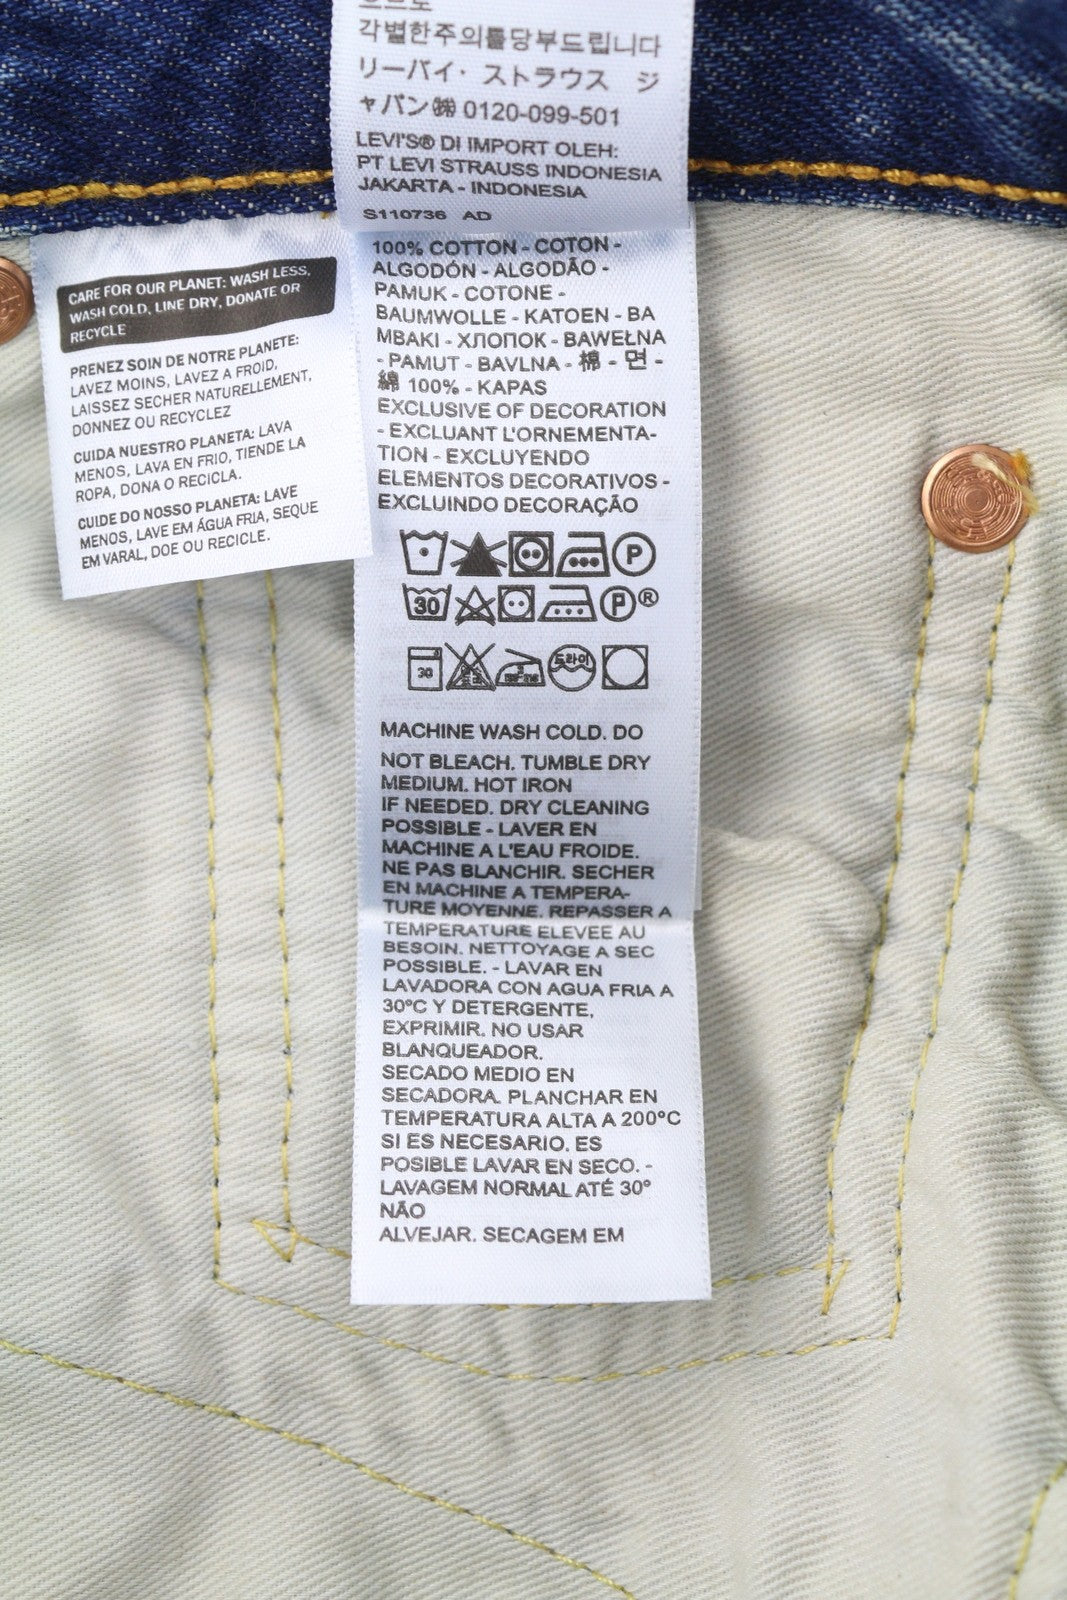 각별한주의를당부드립니다
リーバイ・ストラウス ジ
ャパン㈱ 0120-099-501
LEVI'S® DI IMPORT OLEH:
PT LEVI STRAUSS INDONESIA
JAKARTA - INDONESIA
S110736 AD
CARE FOR OUR PLANET: WASH LESS,
WASH COLD, LINE DRY, DONATE OR
RECYCLE
PRENEZ SOIN DE NOTRE PLANETE:
LAVEZ MOINS, LAVEZ A FROID,
LAISSEZ SECHER NATURELLEMENT,
DONNEZ OU RECYCLEZ
CUIDA NUESTRO PLANETA: LAVA
MENOS, LAVA EN FRIO, TIENDE LA
ROPA, DONA O RECICLA.
CUIDE DO NOSSO PLANETA: LAVE
MENOS, LAVE EM ÁGUA FRIA, SEQUE
EM VARAL, DOE OU RECICLE.
100% COTTON - COTON -
ALGODÓN - ALGODÃO -
PAMUK - COTONE -
BAUMWOLLE - KATOEN - BA
MBAKI - ХЛОПОК - BAWEŁNA
- PAMUT - BAVLNA - 棉 - 면 -
綿 100% - KAPAS
EXCLUSIVE OF DECORATION
- EXCLUANT L'ORNEMENTA-
TION - EXCLUYENDO
ELEMENTOS DECORATIVOS -
EXCLUINDO DECORAÇÃO
P
30 P®
30 드라이
MACHINE WASH COLD. DO
NOT BLEACH. TUMBLE DRY
MEDIUM. HOT IRON
IF NEEDED. DRY CLEANING
POSSIBLE - LAVER EN
MACHINE A L'EAU FROIDE.
NE PAS BLANCHIR. SECHER
EN MACHINE A TEMPERA-
TURE MOYENNE. REPASSER A
TEMPERATURE ELEVEE AU
BESOIN. NETTOYAGE A SEC
POSSIBLE. - LAVAR EN
LAVADORA CON AGUA FRIA A
30°C Y DETERGENTE,
EXPRIMIR. NO USAR
BLANQUEADOR.
SECADO MEDIO EN
SECADORA. PLANCHAR EN
TEMPERATURA ALTA A 200°C
SI ES NECESARIO. ES
POSIBLE LAVAR EN SECO. -
LAVAGEM NORMAL ATÉ 30°
NÃO
ALVEJAR. SECAGEM EM